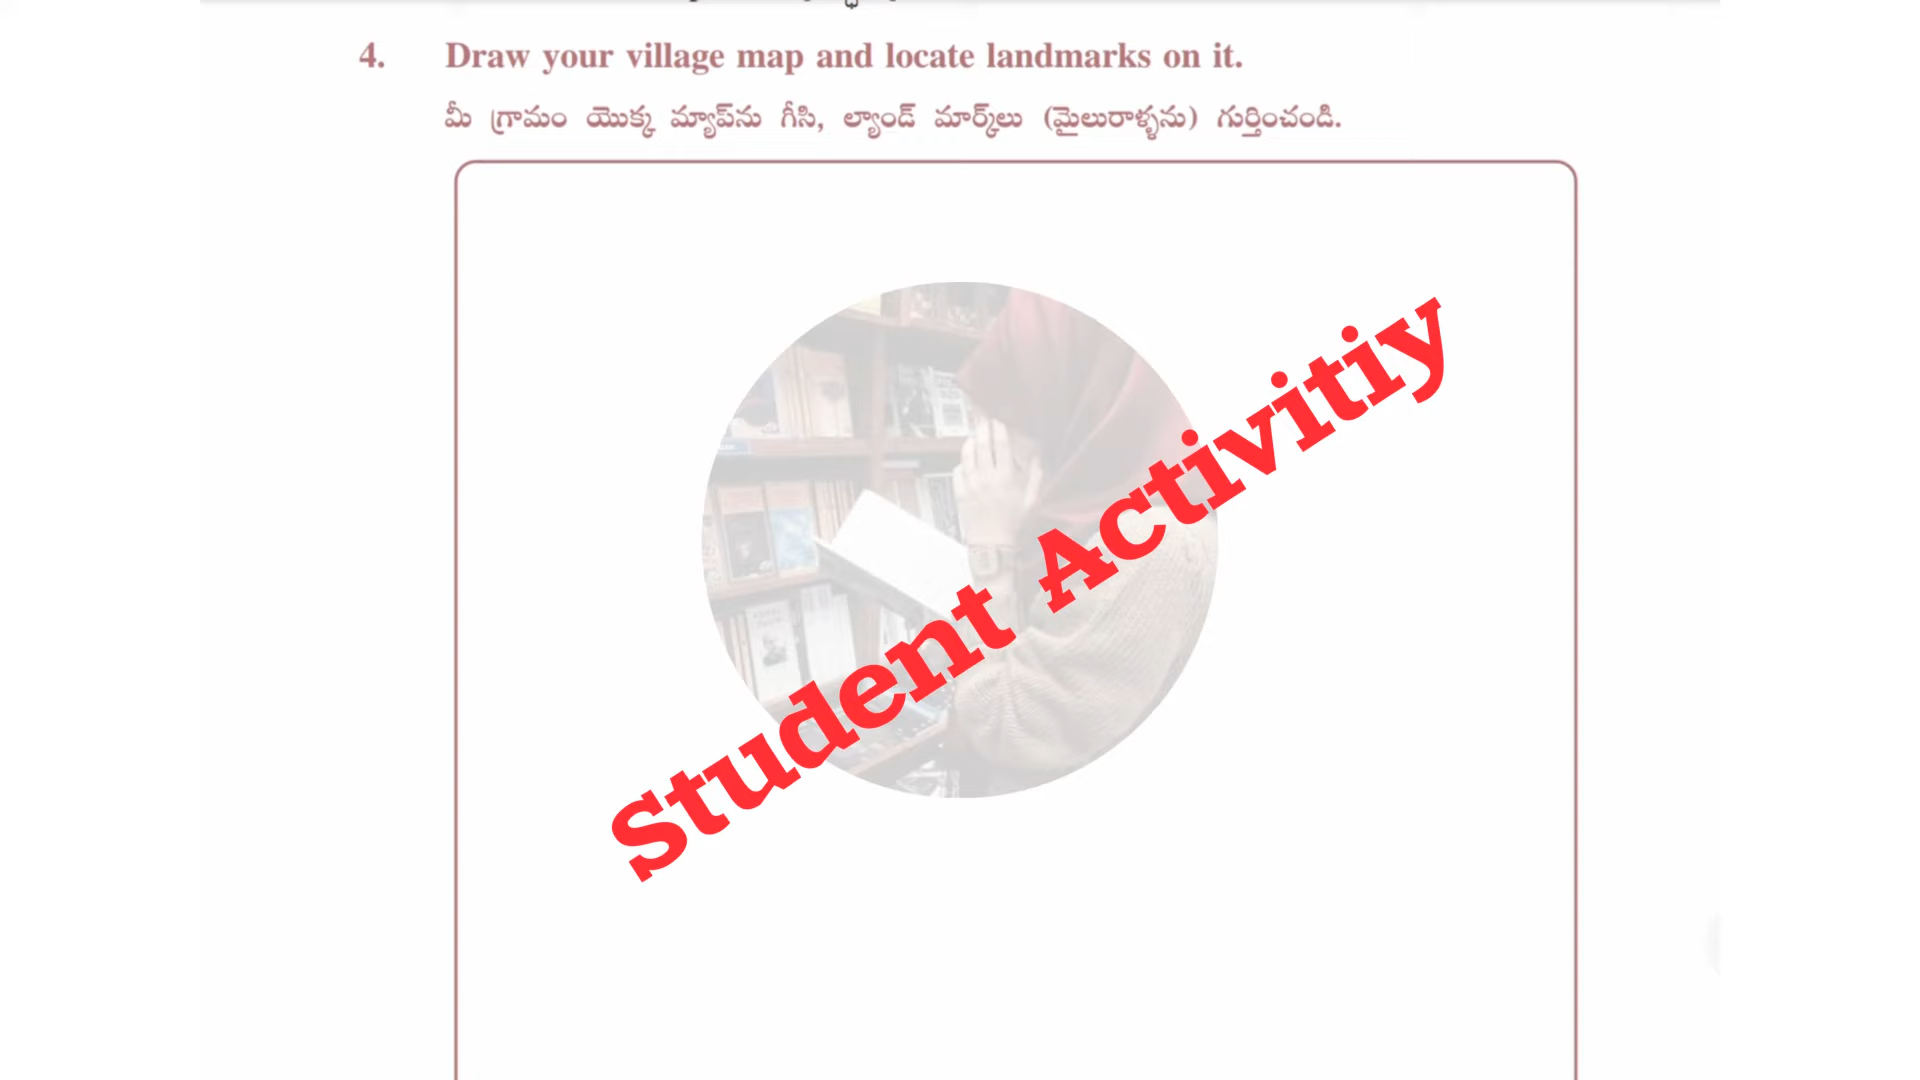 4. Draw your village map and locate landmarks on it.
మీ గ్రామం యొక్క మ్యాప్‌ను గీసి, ల్యాండ్ మార్క్‌లు (మైలురాళ్ళను) గుర్తించండి.
Student Activitiy